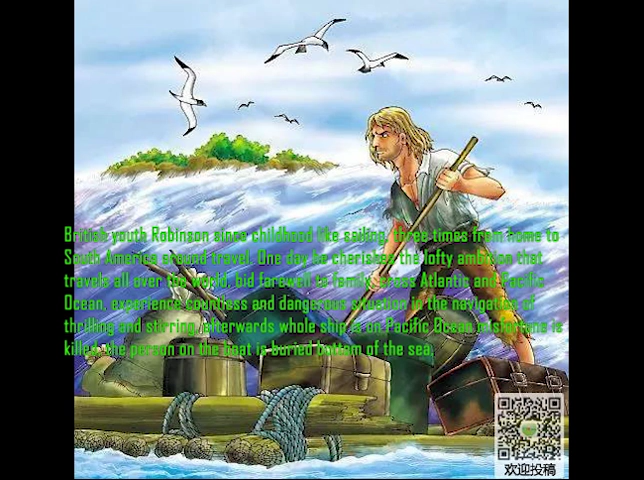 British youth Robinson since childhood like sailing, three times from home to
South America around travel. One day he cherishes the lofty ambition that
travels all over the world, bid farewell to family, cross Atlantic and Pacific
Ocean, experience countless and dangerous situation in the navigation of
thrilling and stirring, afterwards whole ship is on Pacific Ocean misfortune is
killed, the person on the boat is buried bottom of the sea,
欢迎投稿